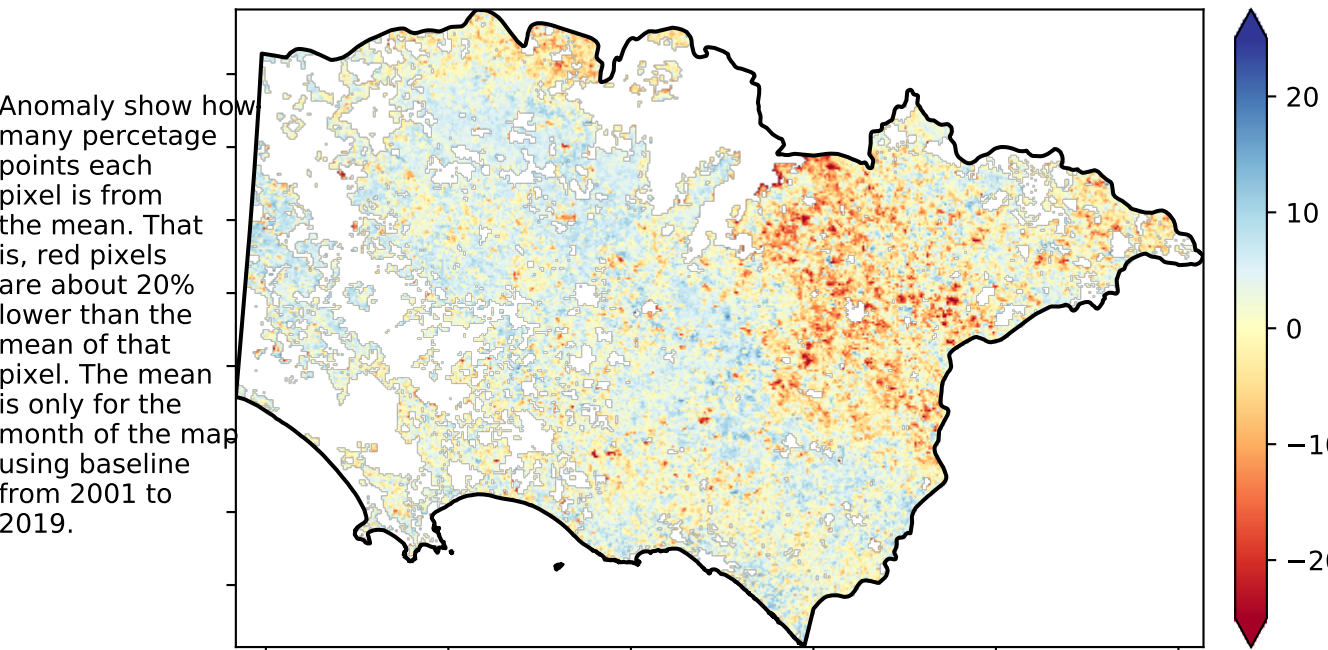 Anomaly show how
many percetage
points each
pixel is from
the mean. That
is, red pixels
are about 20%
lower than the
mean of that
pixel. The mean
is only for the
month of the map
using baseline
from 2001 to
2019.
20
10
0
−10
−20